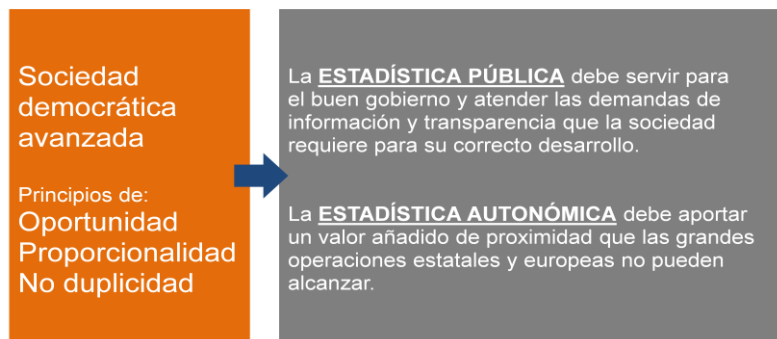 Sociedad
democrática
avanzada
Principios de:
Oportunidad
Proporcionalidad
No duplicidad
La ESTADÍSTICA PÚBLICA debe servir para
el buen gobierno y atender las demandas de
información y transparencia que la sociedad
requiere para su correcto desarrollo.
La ESTADÍSTICA AUTONÓMICA debe aportar
un valor añadido de proximidad que las grandes
operaciones estatales y europeas no pueden
alcanzar.